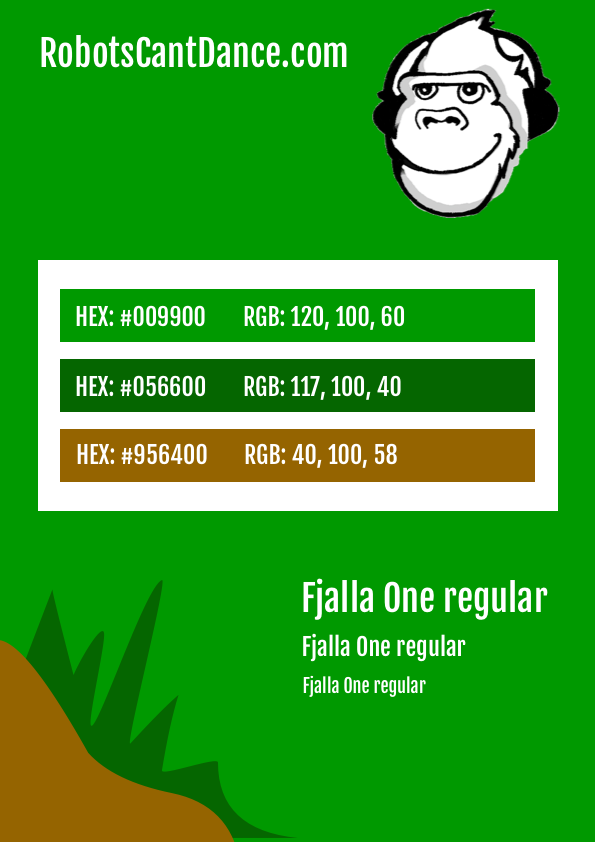 RobotsCantDance.com
HEX: #009900 RGB: 120, 100, 60
HEX: #056600 RGB: 117, 100, 40
HEX: #956400 RGB: 40, 100, 58
Fjalla One regular
Fjalla One regular
Fjalla One regular